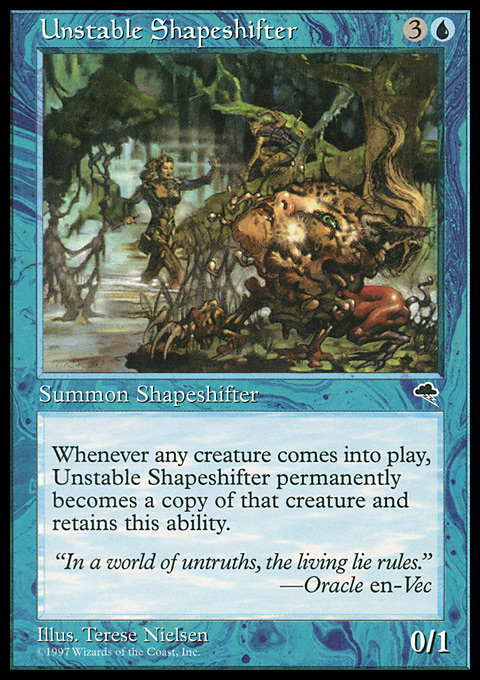 Unstable Shapeshifter 3
Summon Shapeshifter
Whenever any creature comes into play,
Unstable Shapeshifter permanently
becomes a copy of that creature and
retains this ability.
“In a world of untruths, the living lie rules.”
—Oracle en-Vec
Illus. Terese Nielsen
©1997 Wizards of the Coast, Inc.
0/1